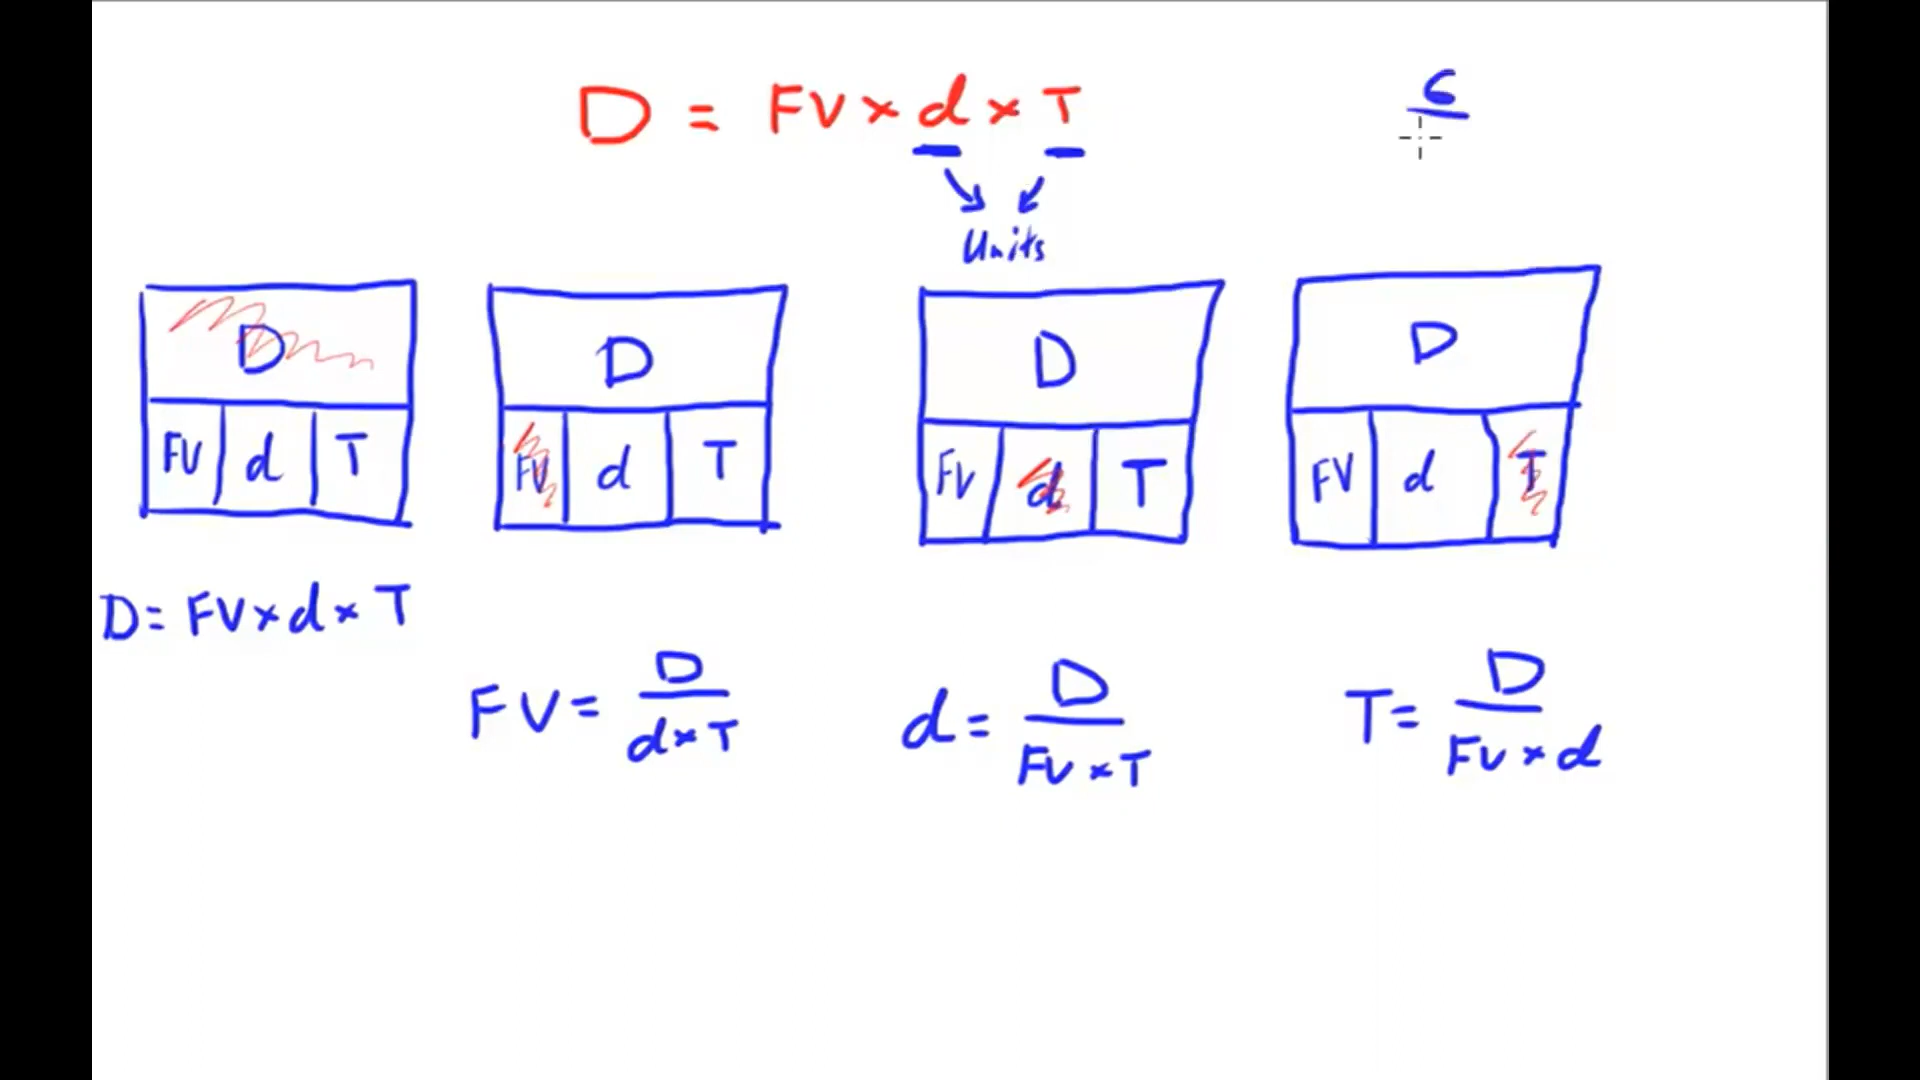 D = FV × d × T
6
Units
D
FV d T
D
FV d T
D
FV d T
D
FV d T
D = FV × d × T
FV = D / d × T
d = D / FV × T
T = D / FV × d